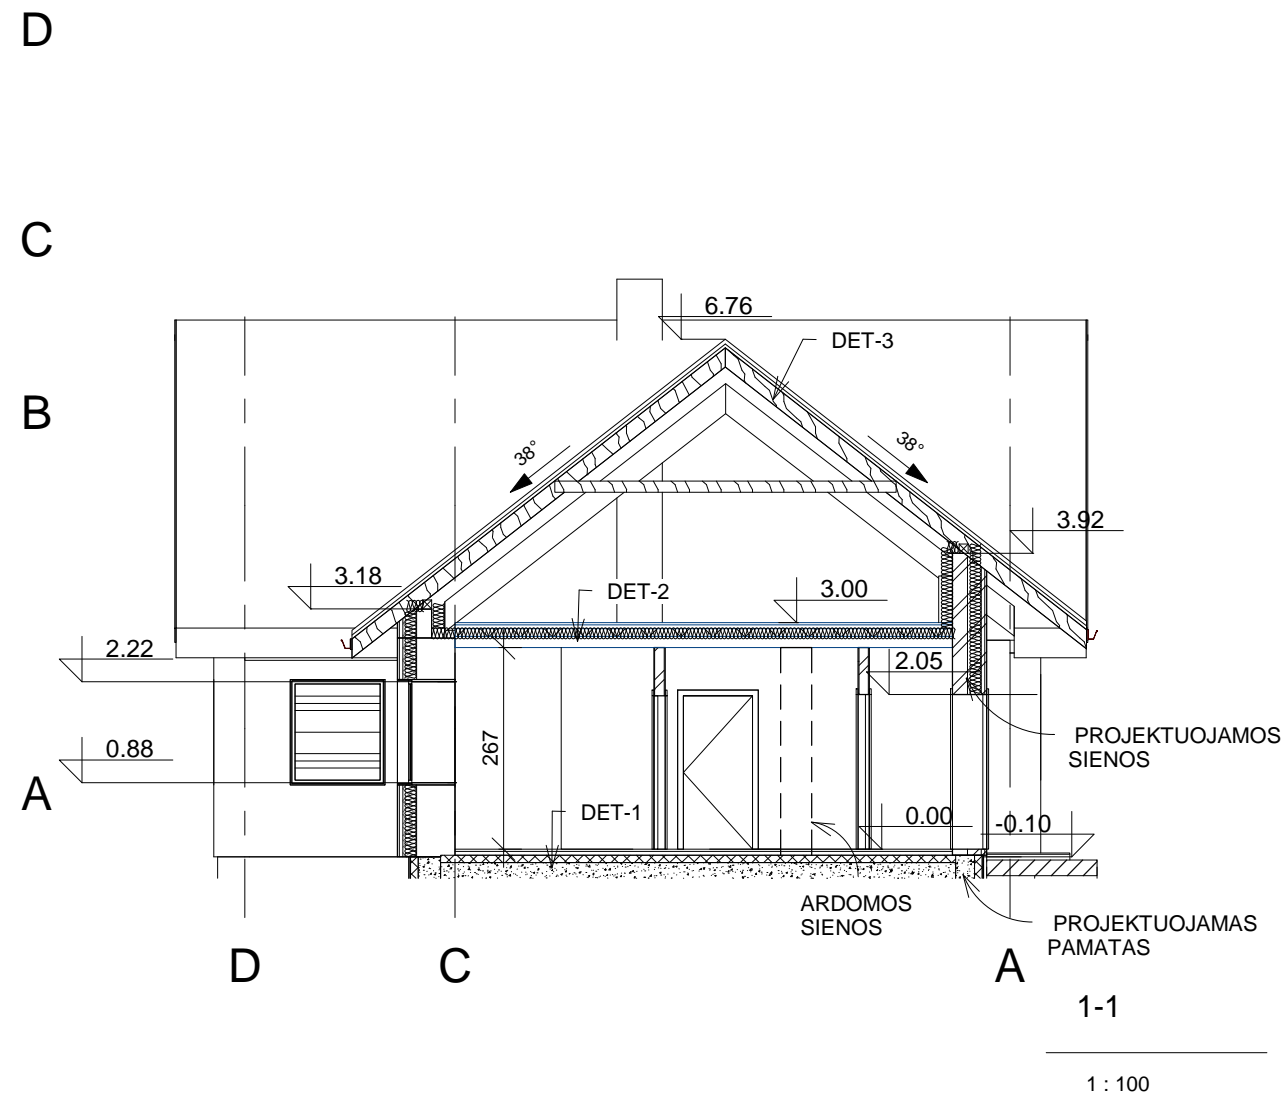 D
C
6.76
DET-3
B
38°
38°
3.92
3.18
DET-2
3.00
2.22
2.05
PROJEKTUOJAMOS
SIENOS
267
0.88
A
DET-1
0.00
-0.10
ARDOMOS
SIENOS
PROJEKTUOJAMAS
PAMATAS
D
C
A
1-1
1 : 100